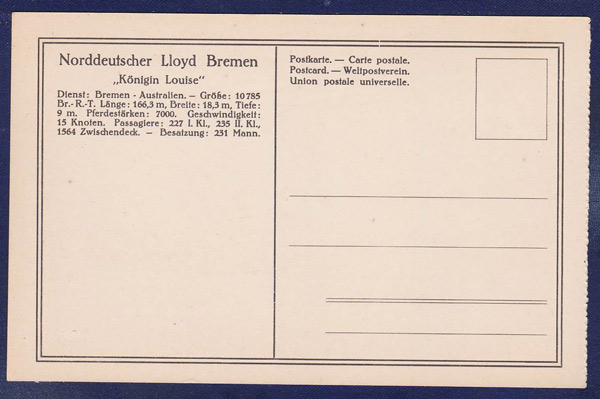 Norddeutscher Lloyd Bremen
„Königin Louise“
Dienst: Bremen - Australien. — Größe: 10 785
Br.-R.-T. Länge: 166,3 m, Breite: 18,3 m, Tiefe:
9 m. Pferdestärken: 7000. Geschwindigkeit:
15 Knoten. Passagiere: 227 I. Kl., 235 II. Kl.,
1564 Zwischendeck. — Besatzung: 231 Mann.
Postkarte. — Carte postale.
Postcard. — Weltpostverein.
Union postale universelle.